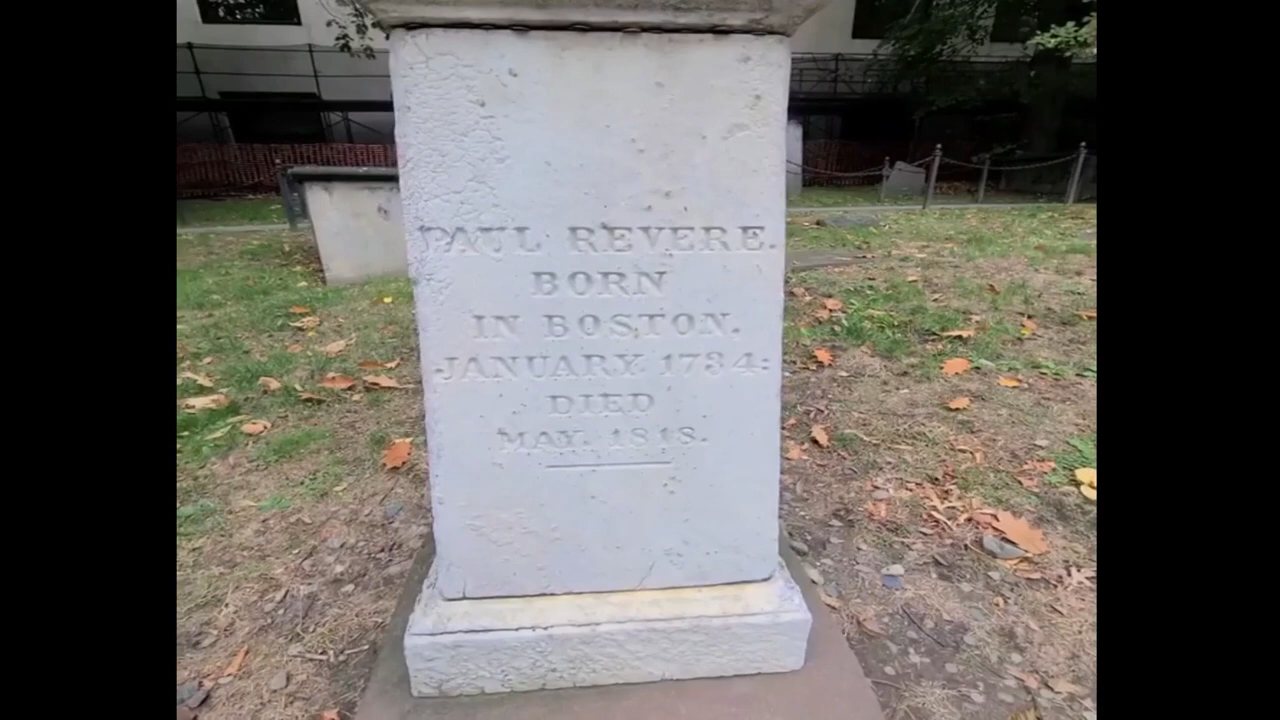 PAUL REVERE.
BORN
IN BOSTON.
JANUARY. 1734:
DIED
MAY. 1818.